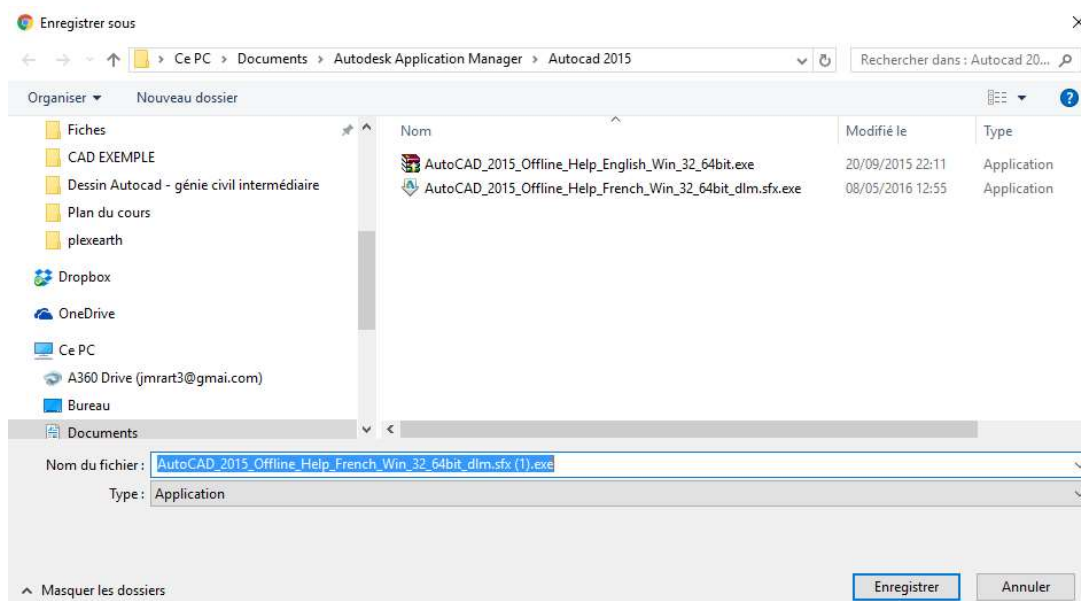 Enregistrer sous
Ce PC > Documents > Autodesk Application Manager > Autocad 2015
Rechercher dans : Autocad 20...
Organiser
Nouveau dossier
Fiches
CAD EXEMPLE
Dessin Autocad - génie civil intermédiaire
Plan du cours
plexearth
Dropbox
OneDrive
Ce PC
A360 Drive (jmrart3@gmai.com)
Bureau
Documents
Nom Modifié le Type
AutoCAD_2015_Offline_Help_English_Win_32_64bit.exe 20/09/2015 22:11 Application
AutoCAD_2015_Offline_Help_French_Win_32_64bit_dlm.sfx.exe 08/05/2016 12:55 Application
Nom du fichier : AutoCAD_2015_Offline_Help_French_Win_32_64bit_dlm.sfx (1).exe
Type : Application
Masquer les dossiers
Enregistrer
Annuler